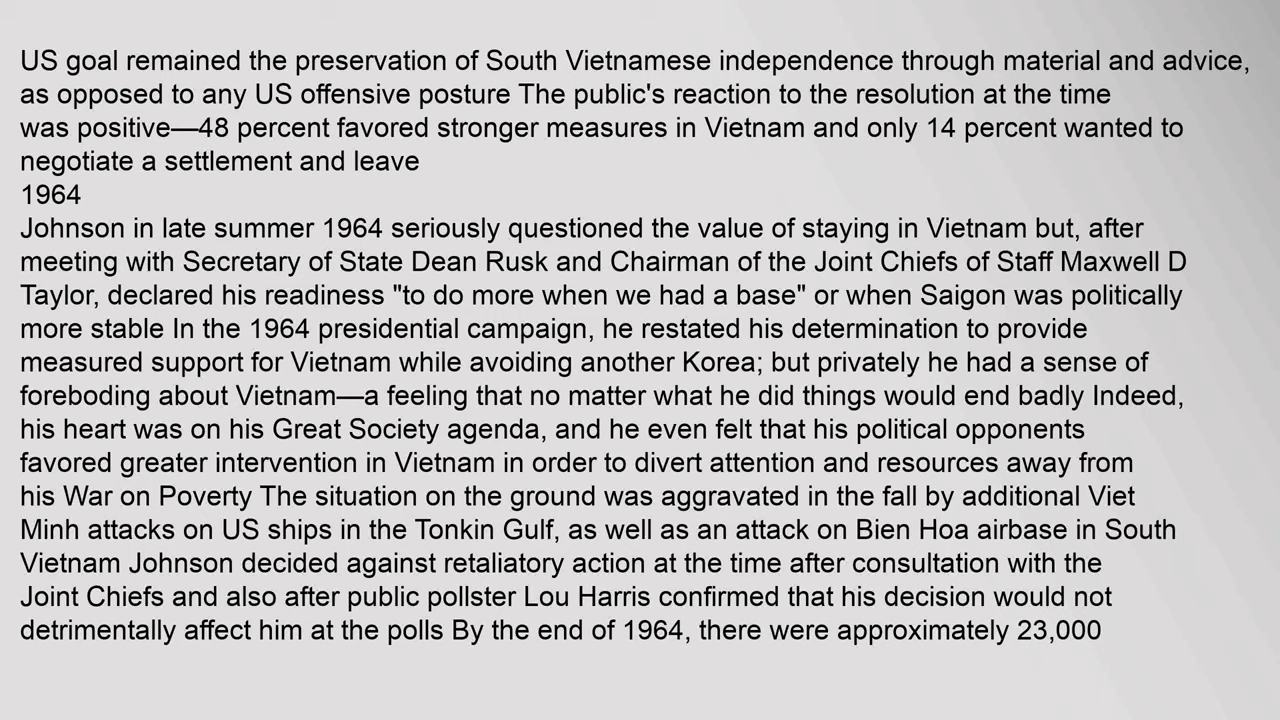 US goal remained the preservation of South Vietnamese independence through material and advice,
as opposed to any US offensive posture The public's reaction to the resolution at the time
was positive—48 percent favored stronger measures in Vietnam and only 14 percent wanted to
negotiate a settlement and leave
1964
Johnson in late summer 1964 seriously questioned the value of staying in Vietnam but, after
meeting with Secretary of State Dean Rusk and Chairman of the Joint Chiefs of Staff Maxwell D
Taylor, declared his readiness "to do more when we had a base" or when Saigon was politically
more stable In the 1964 presidential campaign, he restated his determination to provide
measured support for Vietnam while avoiding another Korea; but privately he had a sense of
foreboding about Vietnam—a feeling that no matter what he did things would end badly Indeed,
his heart was on his Great Society agenda, and he even felt that his political opponents
favored greater intervention in Vietnam in order to divert attention and resources away from
his War on Poverty The situation on the ground was aggravated in the fall by additional Viet
Minh attacks on US ships in the Tonkin Gulf, as well as an attack on Bien Hoa airbase in South
Vietnam Johnson decided against retaliatory action at the time after consultation with the
Joint Chiefs and also after public pollster Lou Harris confirmed that his decision would not
detrimentally affect him at the polls By the end of 1964, there were approximately 23,000